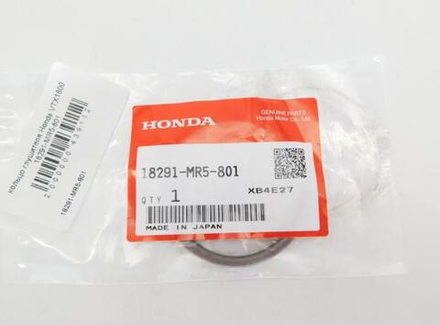 HONDA
GENUINE PARTS
Honda Motor Co., Ltd.
18291-MR5-801
QTY 1
XB4E27
MADE IN JAPAN
кольцо глушителя Honda VTX1800
18291-MR5-801
18291-MR5-801